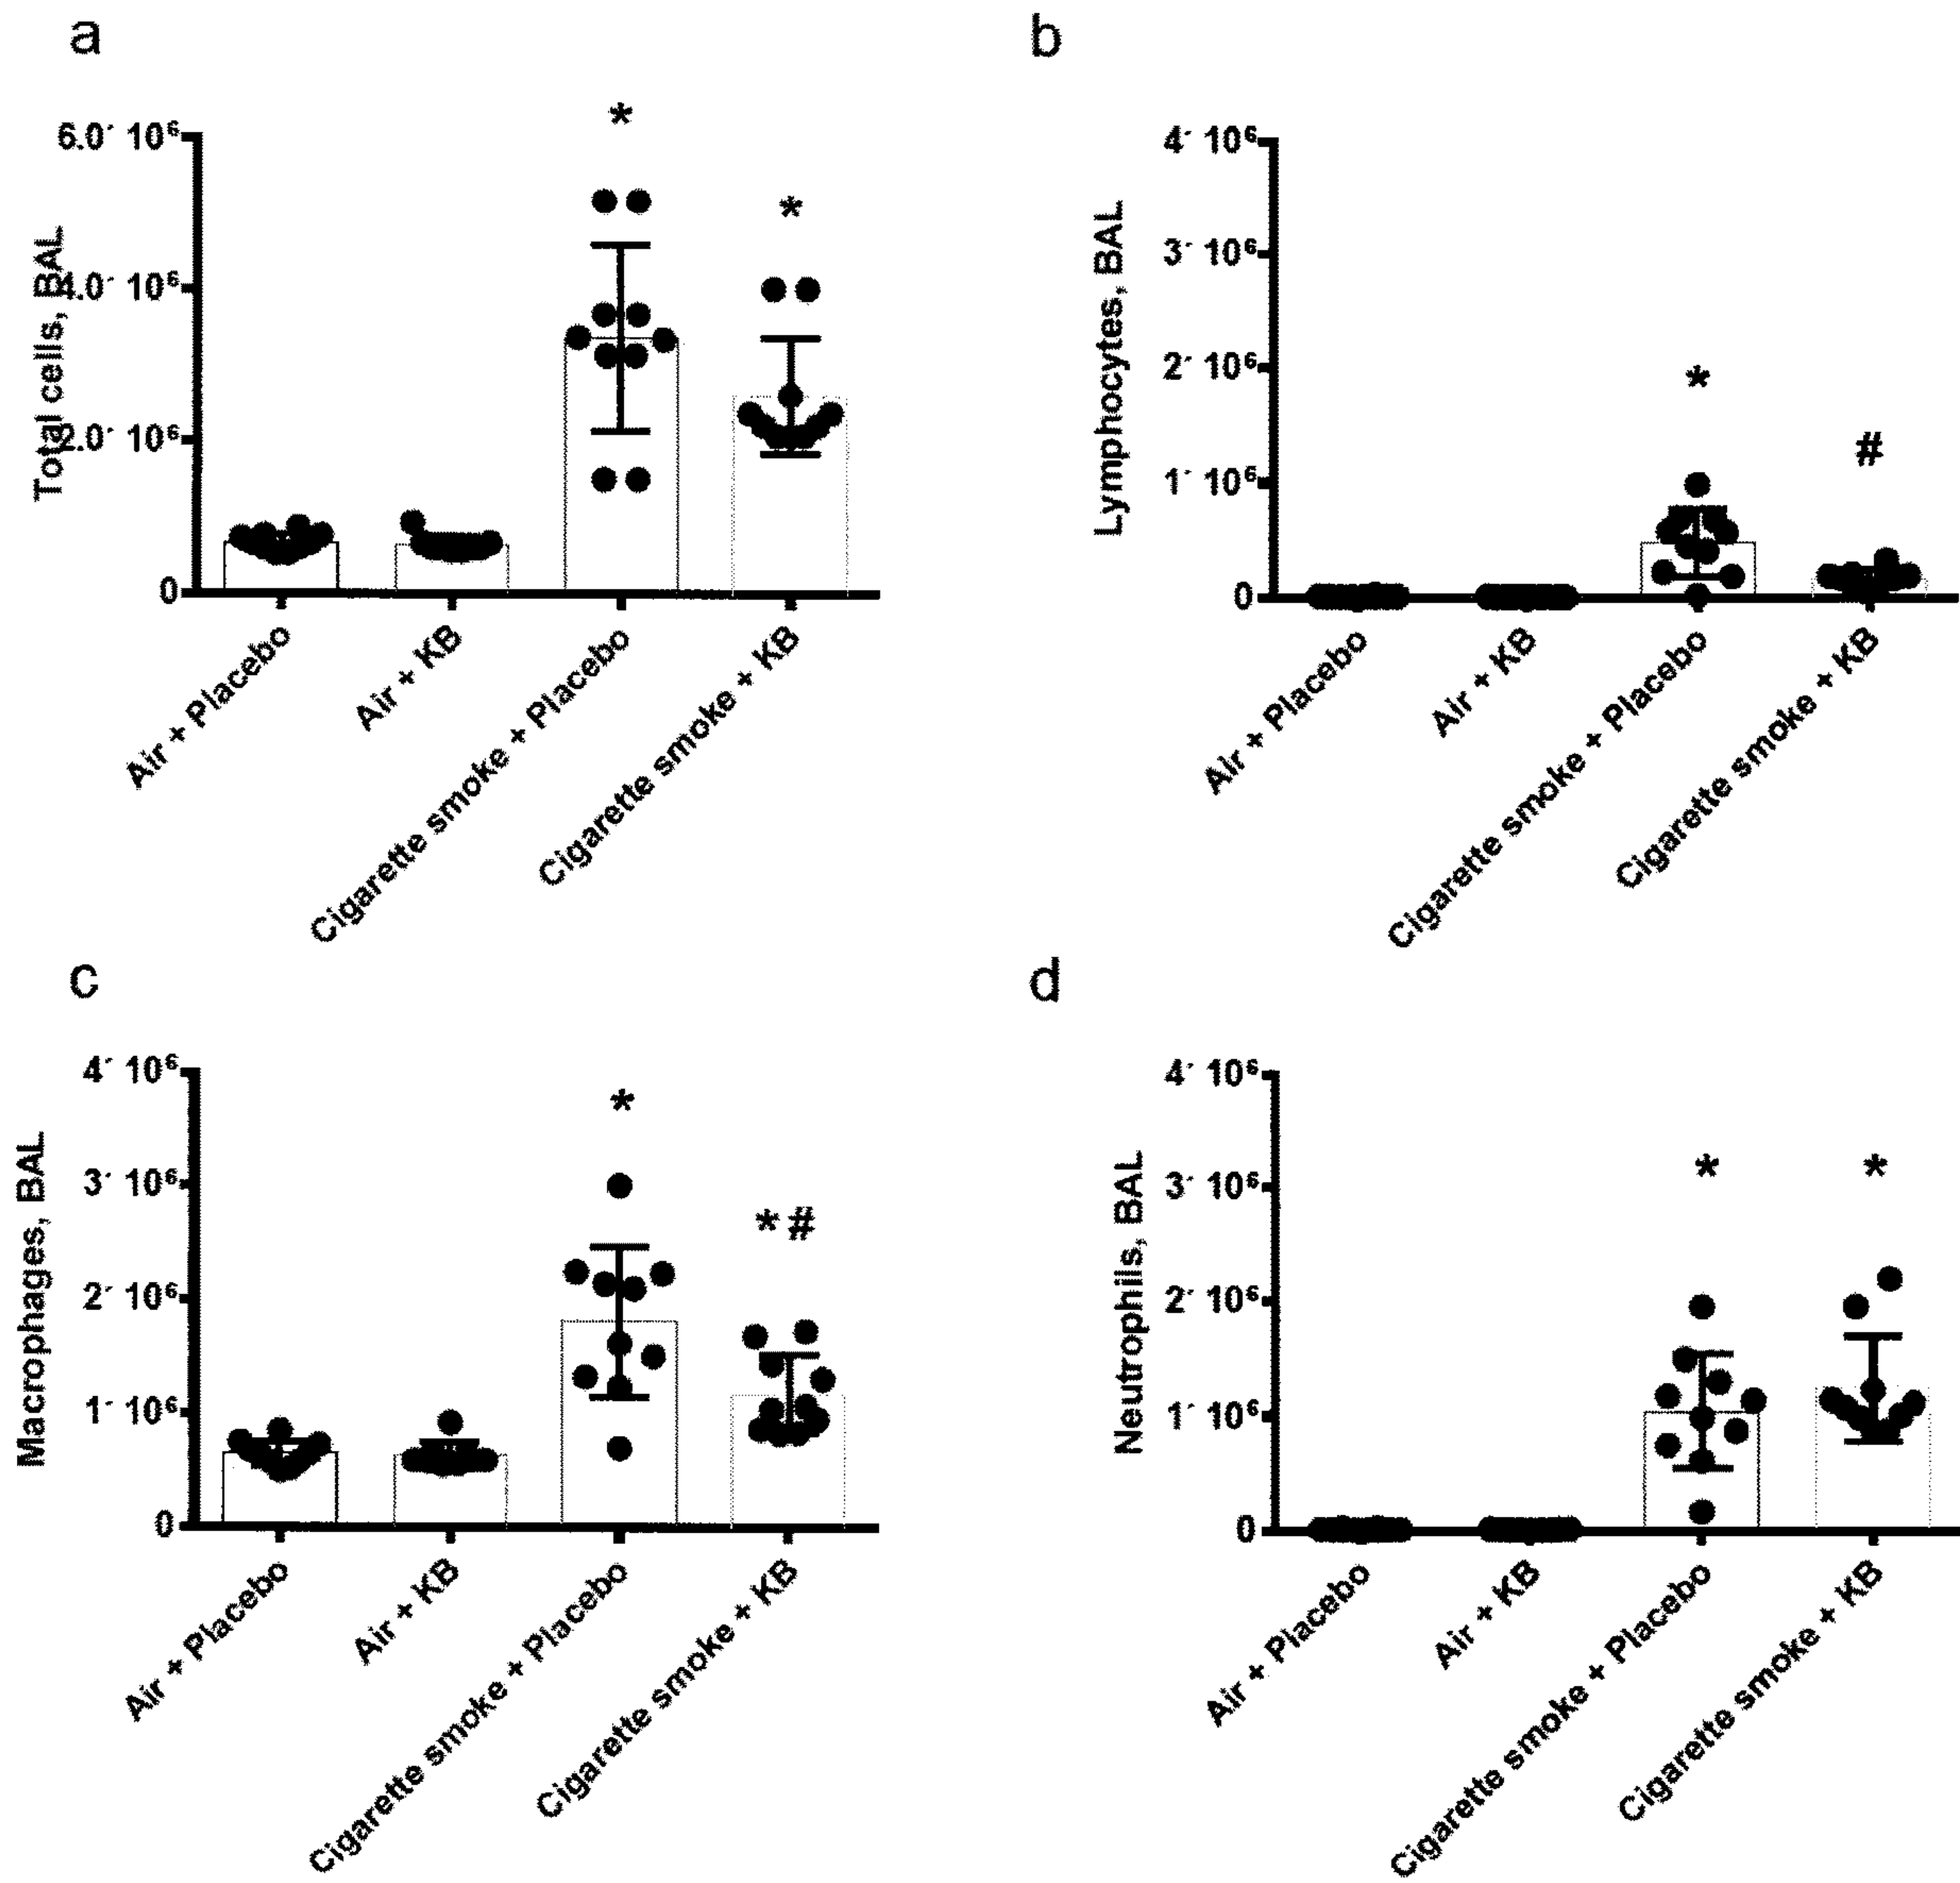 a
*
6.0´ 10⁶
*
4.0´ 10⁶
2.0´ 10⁶
0
Total cells, BAL
Air + Placebo
Air + KB
Cigarette smoke + Placebo
Cigarette smoke + KB
b
4´ 10⁶
3´ 10⁶
2´ 10⁶
*
1´ 10⁶
#
0
Lymphocytes, BAL
Air + Placebo
Air + KB
Cigarette smoke + Placebo
Cigarette smoke + KB
c
4´ 10⁶
*
3´ 10⁶
* #
2´ 10⁶
1´ 10⁶
0
Macrophages, BAL
Air + Placebo
Air + KB
Cigarette smoke + Placebo
Cigarette smoke + KB
d
4´ 10⁶
* *
3´ 10⁶
2´ 10⁶
1´ 10⁶
0
Neutrophils, BAL
Air + Placebo
Air + KB
Cigarette smoke + Placebo
Cigarette smoke + KB